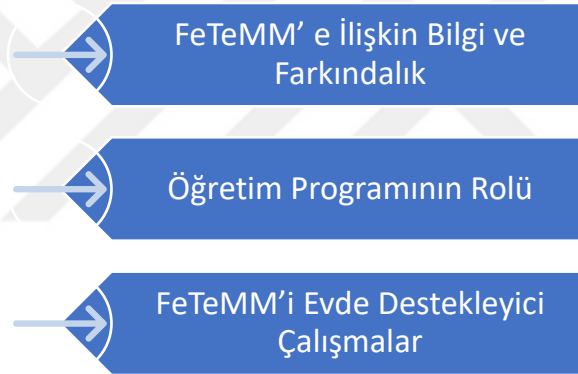 FeTeMM’ e İlişkin Bilgi ve
Farkındalık
Öğretim Programının Rolü
FeTeMM’i Evde Destekleyici
Çalışmalar